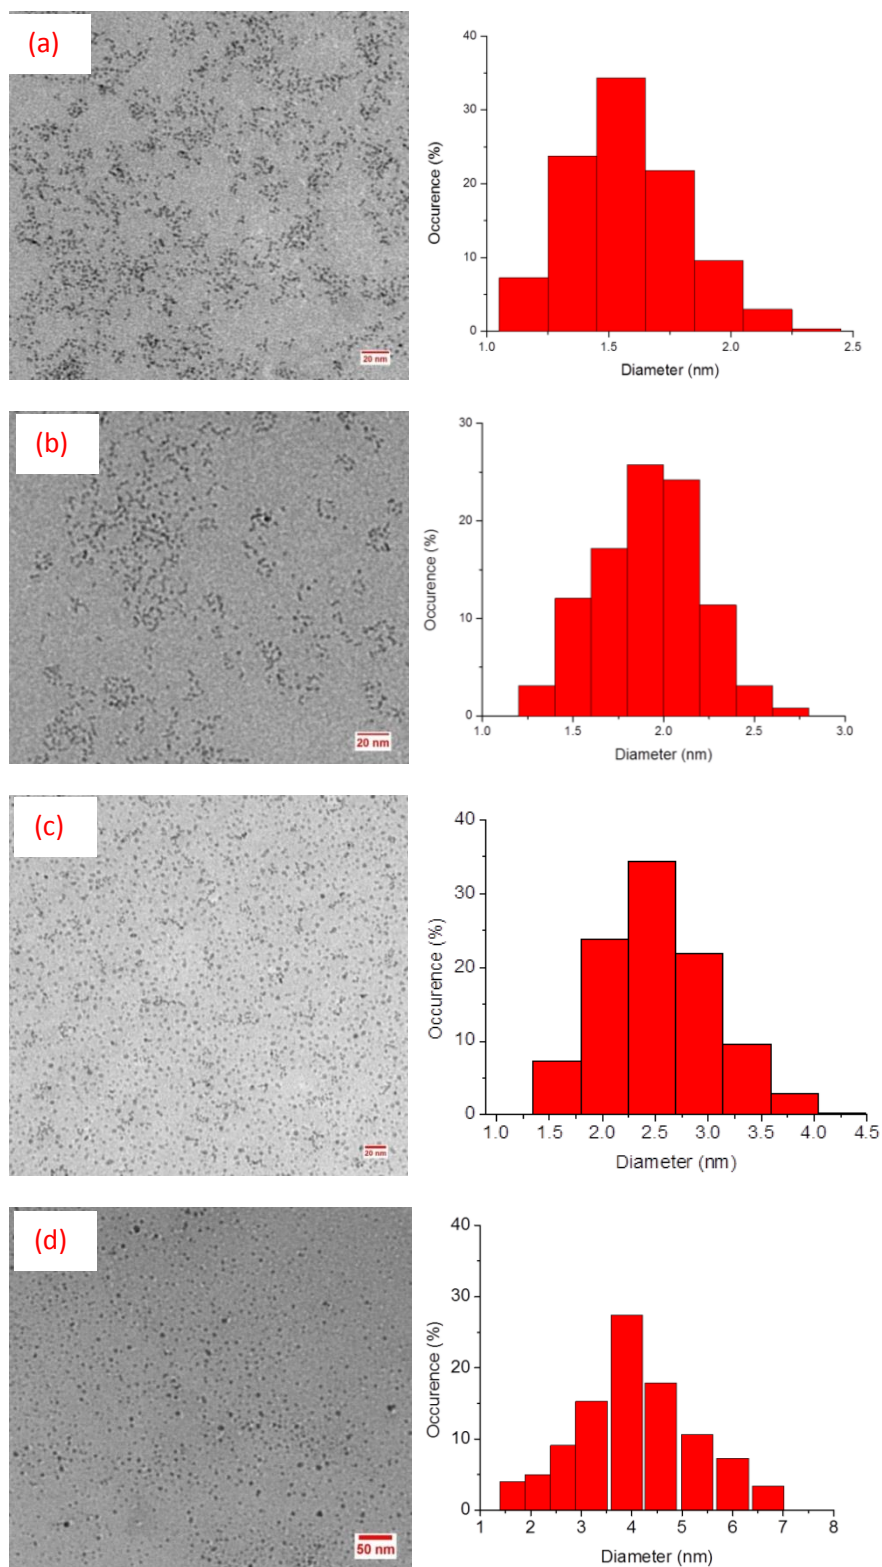 (a)
20 nm
40
30
20
10
0
Occurence (%)
1.0 1.5 2.0 2.5
Diameter (nm)
(b)
20 nm
30
20
10
0
Occurence (%)
1.0 1.5 2.0 2.5 3.0
Diameter (nm)
(c)
20 nm
40
30
20
10
0
Occurence (%)
1.0 1.5 2.0 2.5 3.0 3.5 4.0 4.5
Diameter (nm)
(d)
50 nm
40
30
20
10
0
Occurence (%)
1 2 3 4 5 6 7 8
Diameter (nm)